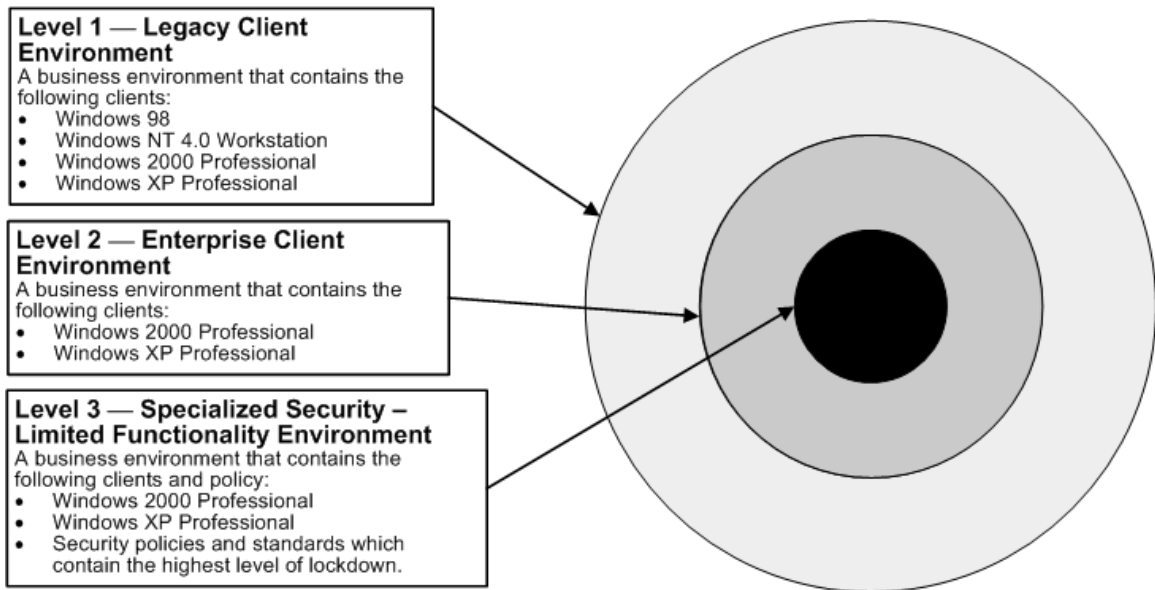 Level 1 — Legacy Client
Environment
A business environment that contains the
following clients:
• Windows 98
• Windows NT 4.0 Workstation
• Windows 2000 Professional
• Windows XP Professional
Level 2 — Enterprise Client
Environment
A business environment that contains the
following clients:
• Windows 2000 Professional
• Windows XP Professional
Level 3 — Specialized Security –
Limited Functionality Environment
A business environment that contains the
following clients and policy:
• Windows 2000 Professional
• Windows XP Professional
• Security policies and standards which
contain the highest level of lockdown.